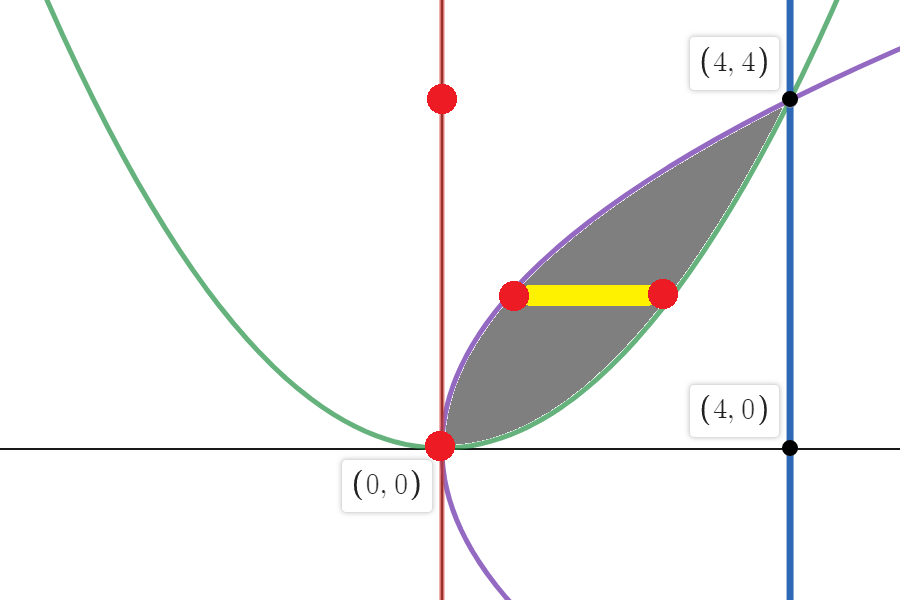 (4, 4)
(4, 0)
(0, 0)